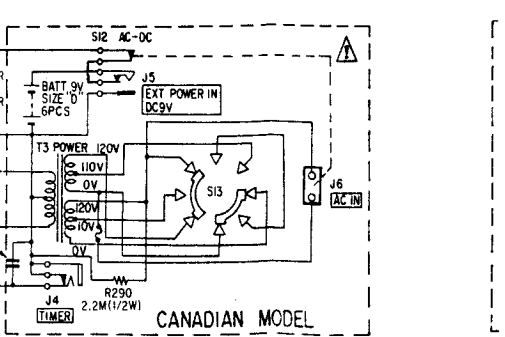 S12 AC-DC
J5
BATT 9V
SIZE "D"
6PCS
EXT POWER IN
DC9V
T3 POWER 120V
110V
0V
S13
120V
J6
AC IN
10V
0V
R290
2.2M(1/2W)
J4
TIMER
CANADIAN MODEL